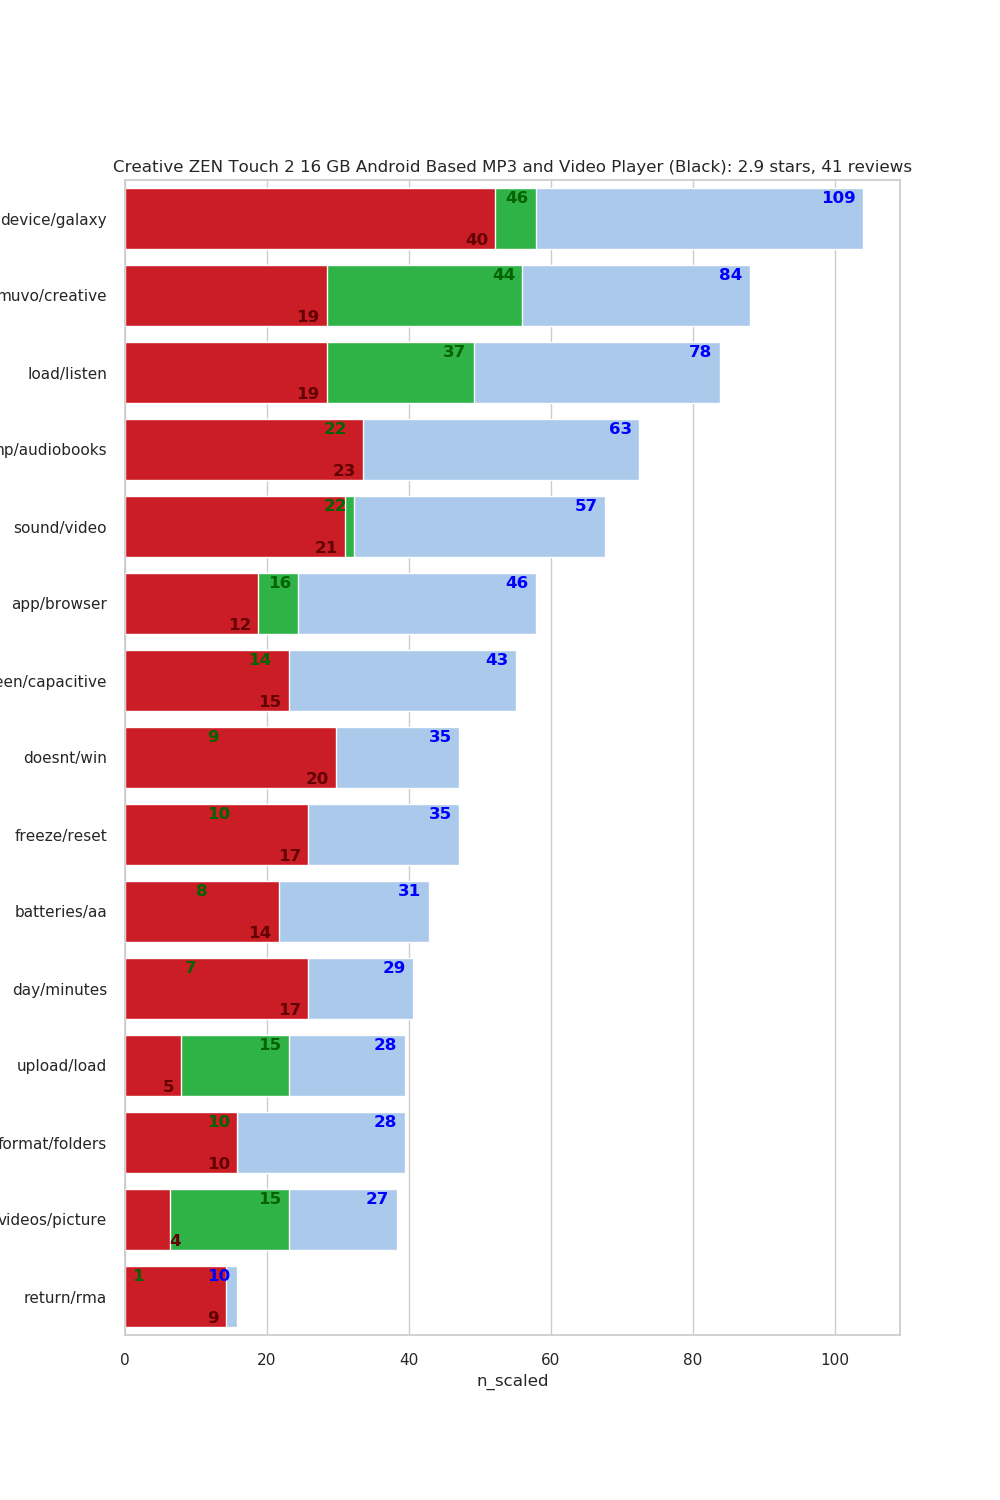 Creative ZEN Touch 2 16 GB Android Based MP3 and Video Player (Black): 2.9 stars, 41 reviews
device/galaxy 46 109 40
muvo/creative 44 84 19
load/listen 37 78 19
np/audiobooks 22 63 23
sound/video 22 57 21
app/browser 16 46 12
een/capacitive 14 43 15
doesnt/win 9 35 20
freeze/reset 10 35 17
batteries/aa 8 31 14
day/minutes 7 29 17
upload/load 15 28 5
format/folders 10 28 10
videos/picture 15 27 4
return/rma 1 10 9
0 20 40 60 80 100
n_scaled